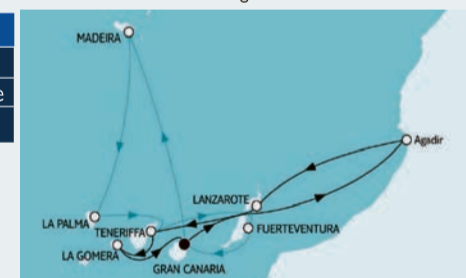 e
MADEIRA
Agadir
LANZAROTE
LA PALMA
TENERIFFA
FUERTEVENTURA
LA GOMERA
GRAN CANARIA